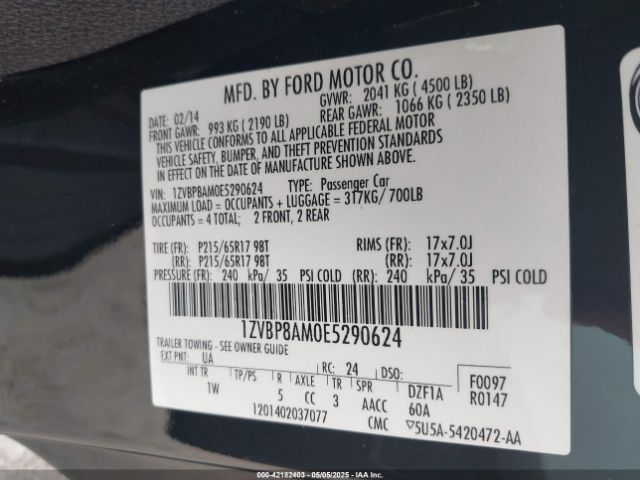 MFD. BY FORD MOTOR CO.
DATE: 02/14 GVWR: 2041 KG ( 4500 LB)
FRONT GAWR: 993 KG ( 2190 LB) REAR GAWR: 1066 KG ( 2350 LB)
THIS VEHICLE CONFORMS TO ALL APPLICABLE FEDERAL MOTOR
VEHICLE SAFETY, BUMPER, AND THEFT PREVENTION STANDARDS
IN EFFECT ON THE DATE OF MANUFACTURE SHOWN ABOVE.
VIN: 1ZVBP8AM0E5290624 TYPE: Passenger Car
MAXIMUM LOAD = OCCUPANTS + LUGGAGE = 317KG/ 700LB
OCCUPANTS = 4 TOTAL; 2 FRONT, 2 REAR
TIRE (FR): P215/65R17 98T RIMS (FR): 17x7.0J
(RR): P215/65R17 98T (RR): 17x7.0J
PRESSURE (FR): 240 kPa/ 35 PSI COLD (RR): 240 kPa/ 35 PSI COLD
1ZVBP8AM0E5290624
TRAILER TOWING - SEE OWNER GUIDE
EXT PNT: UA RC: 24 DSO:
INT TR TP/PS R AXLE TR SPR DZF1A F0097
1W 5 CC 3 AACC 60A R0147
1201402037077 CMC ▽5U5A-5420472-AA
000-42182403 - 05/05/2025 - IAAI.com